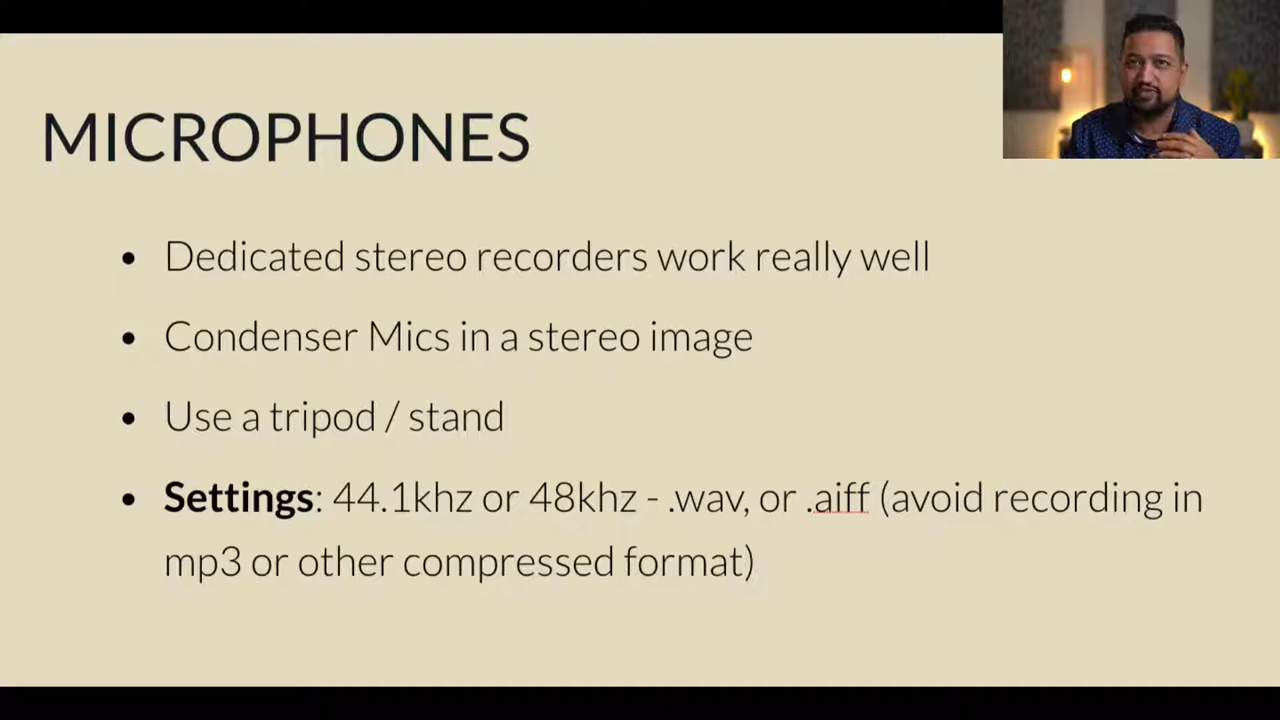 MICROPHONES
• Dedicated stereo recorders work really well
• Condenser Mics in a stereo image
• Use a tripod / stand
• Settings: 44.1khz or 48khz - .wav, or .aiff (avoid recording in
mp3 or other compressed format)